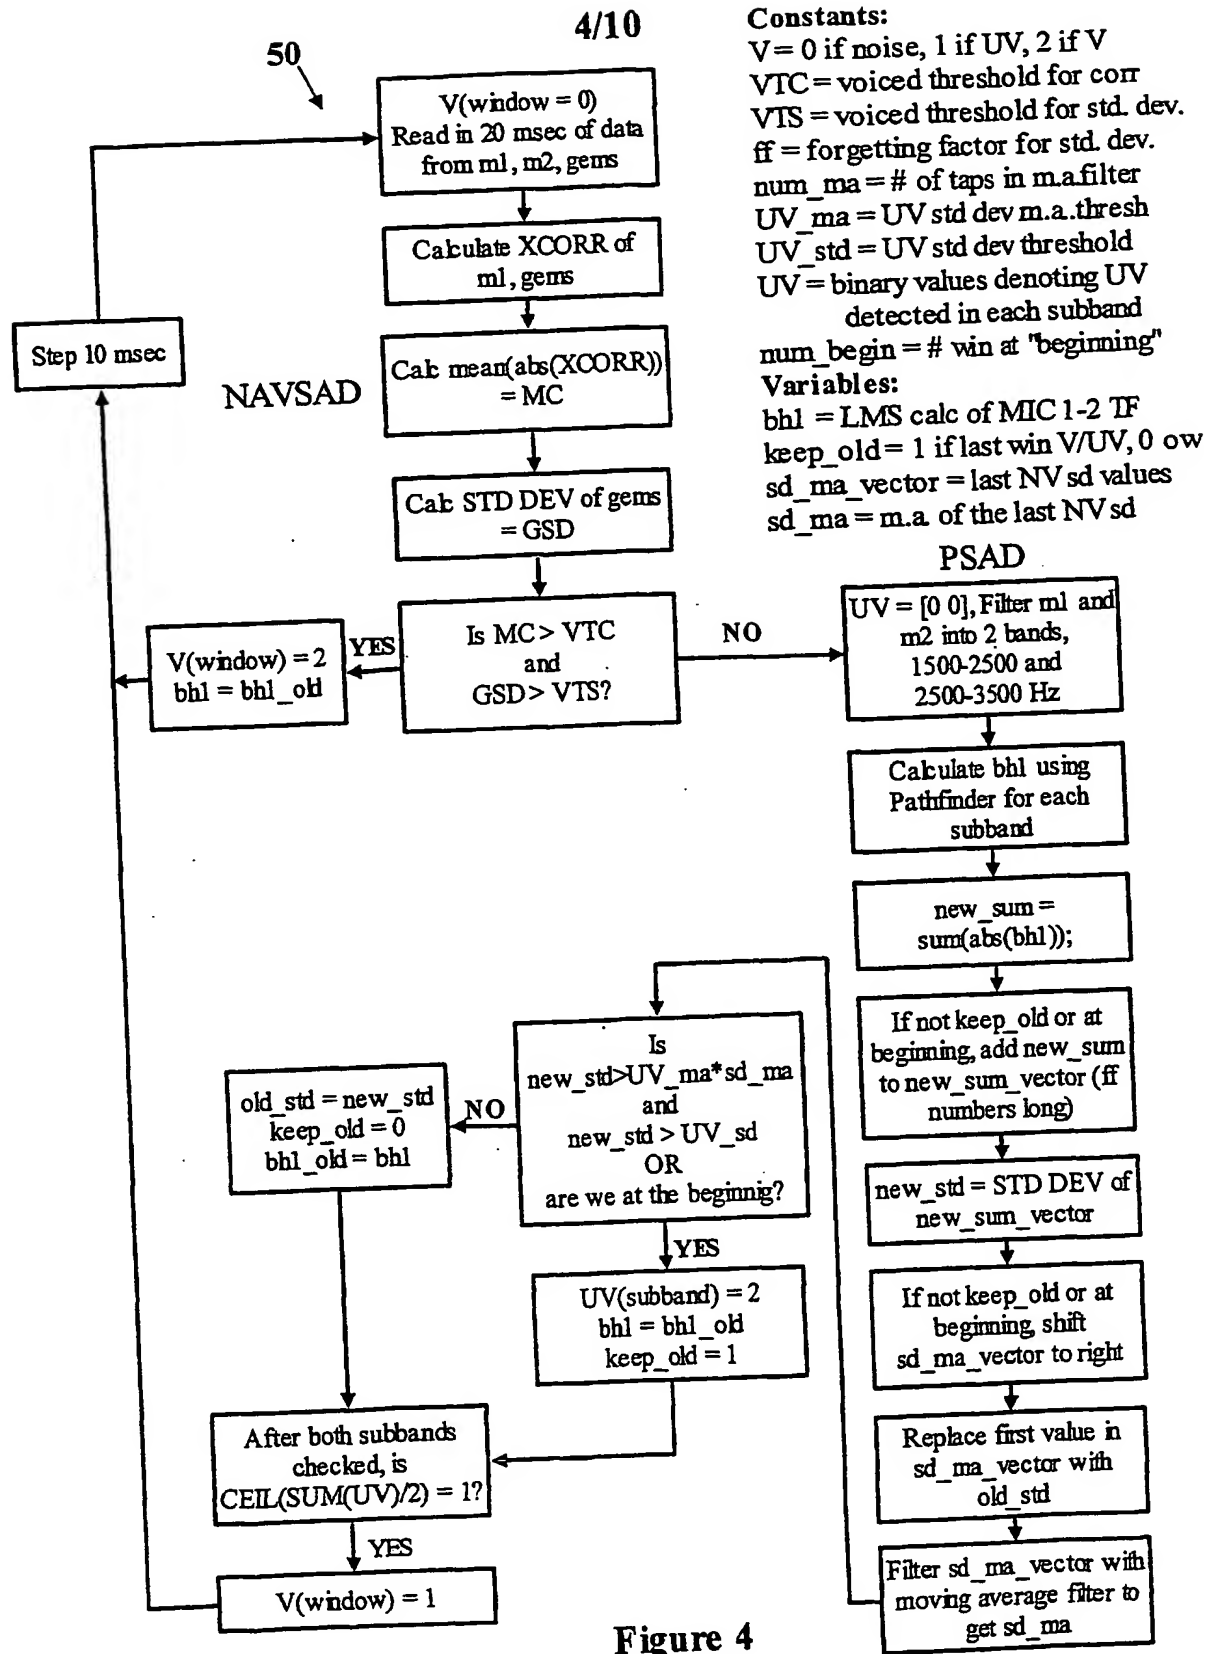 4/10
50
Constants:
V= 0 if noise, 1 if UV, 2 if V
VTC = voiced threshold for corr
VTS = voiced threshold for std. dev.
ff = forgetting factor for std. dev.
num_ma = # of taps in m.a.filter
UV_ma = UV std dev m.a.thresh
UV_std = UV std dev threshold
UV = binary values denoting UV
detected in each subband
num_begin = # win at "beginning"
Variables:
bh1 = LMS calc of MIC 1-2 TF
keep_old = 1 if last win V/UV, 0 ow
sd_ma_vector = last NV sd values
sd_ma = m.a. of the last NV sd
V(window = 0)
Read in 20 msec of data
from m1, m2, gems
Calculate XCORR of
m1, gems
Step 10 msec
NAVSAD
Calc mean(abs(XCORR))
= MC
Calc STD DEV of gems
= GSD
Is MC > VTC
and
GSD > VTS?
YES
V(window) = 2
bh1 = bh1_old
NO
PSAD
UV = [0 0], Filter m1 and
m2 into 2 bands,
1500-2500 and
2500-3500 Hz
Calculate bh1 using
Pathfinder for each
subband
new_sum =
sum(abs(bh1));
If not keep_old or at
beginning, add new_sum
to new_sum_vector (ff
numbers long)
new_std = STD DEV of
new_sum_vector
If not keep_old or at
beginning, shift
sd_ma_vector to right
Replace first value in
sd_ma_vector with
old_std
Filter sd_ma_vector with
moving average filter to
get sd_ma
Is
new_std>UV_ma*sd_ma
and
new_std > UV_sd
OR
are we at the beginnig?
NO
old_std = new_std
keep_old = 0
bh1_old = bh1
YES
UV(subband) = 2
bh1 = bh1_old
keep_old = 1
After both subbands
checked, is
CEIL(SUM(UV)/2) = 1?
YES
V(window) = 1
Figure 4